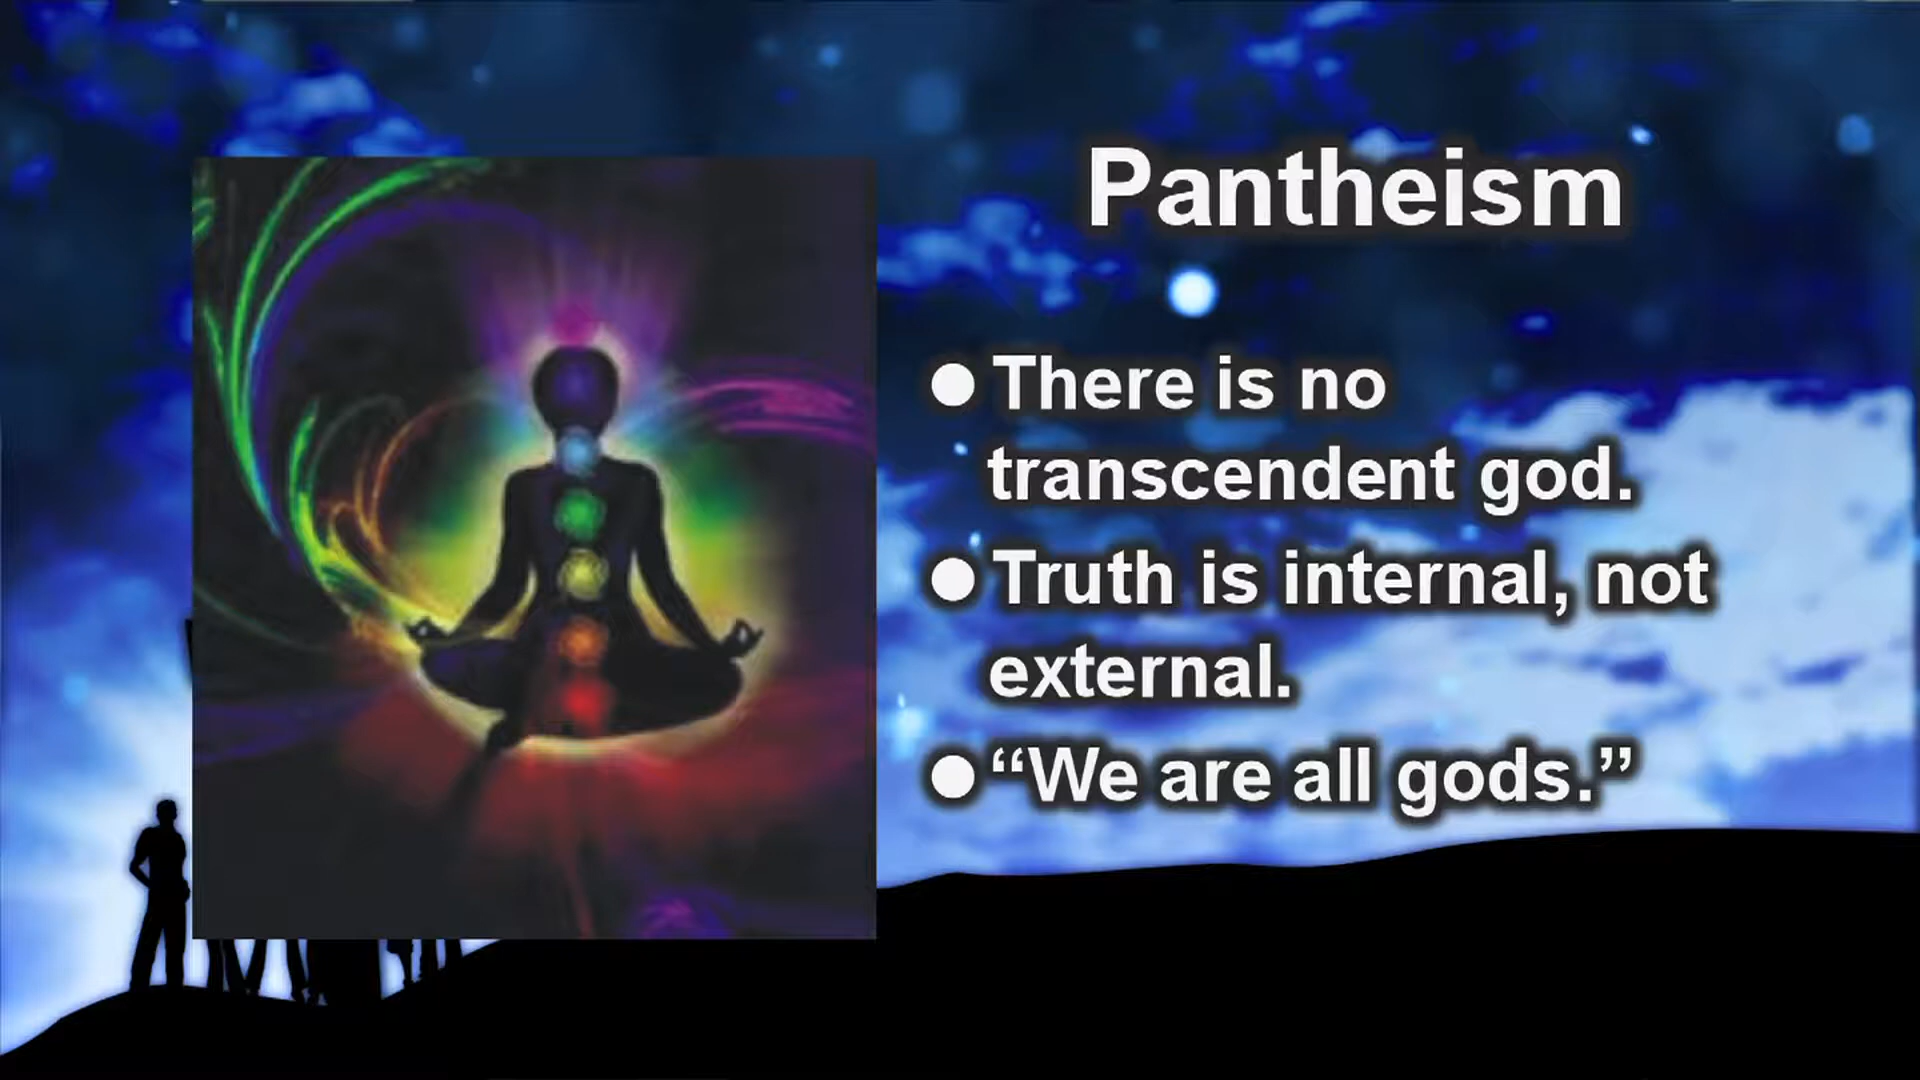 Pantheism
● There is no
transcendent god.
● Truth is internal, not
external.
● “We are all gods.”